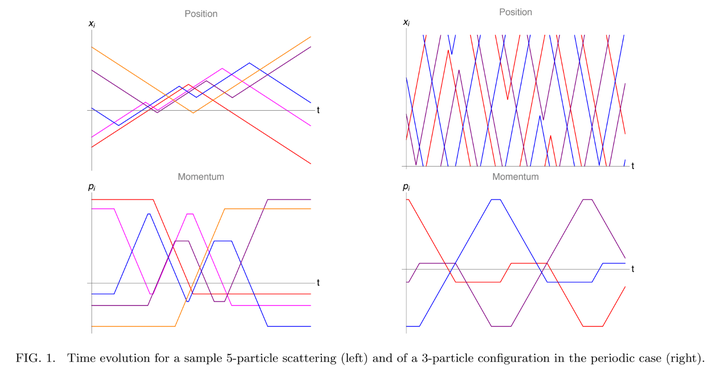 Position
xᵢ
t
Position
xᵢ
t
Momentum
pᵢ
t
Momentum
pᵢ
t
FIG. 1. Time evolution for a sample 5-particle scattering (left) and of a 3-particle configuration in the periodic case (right).